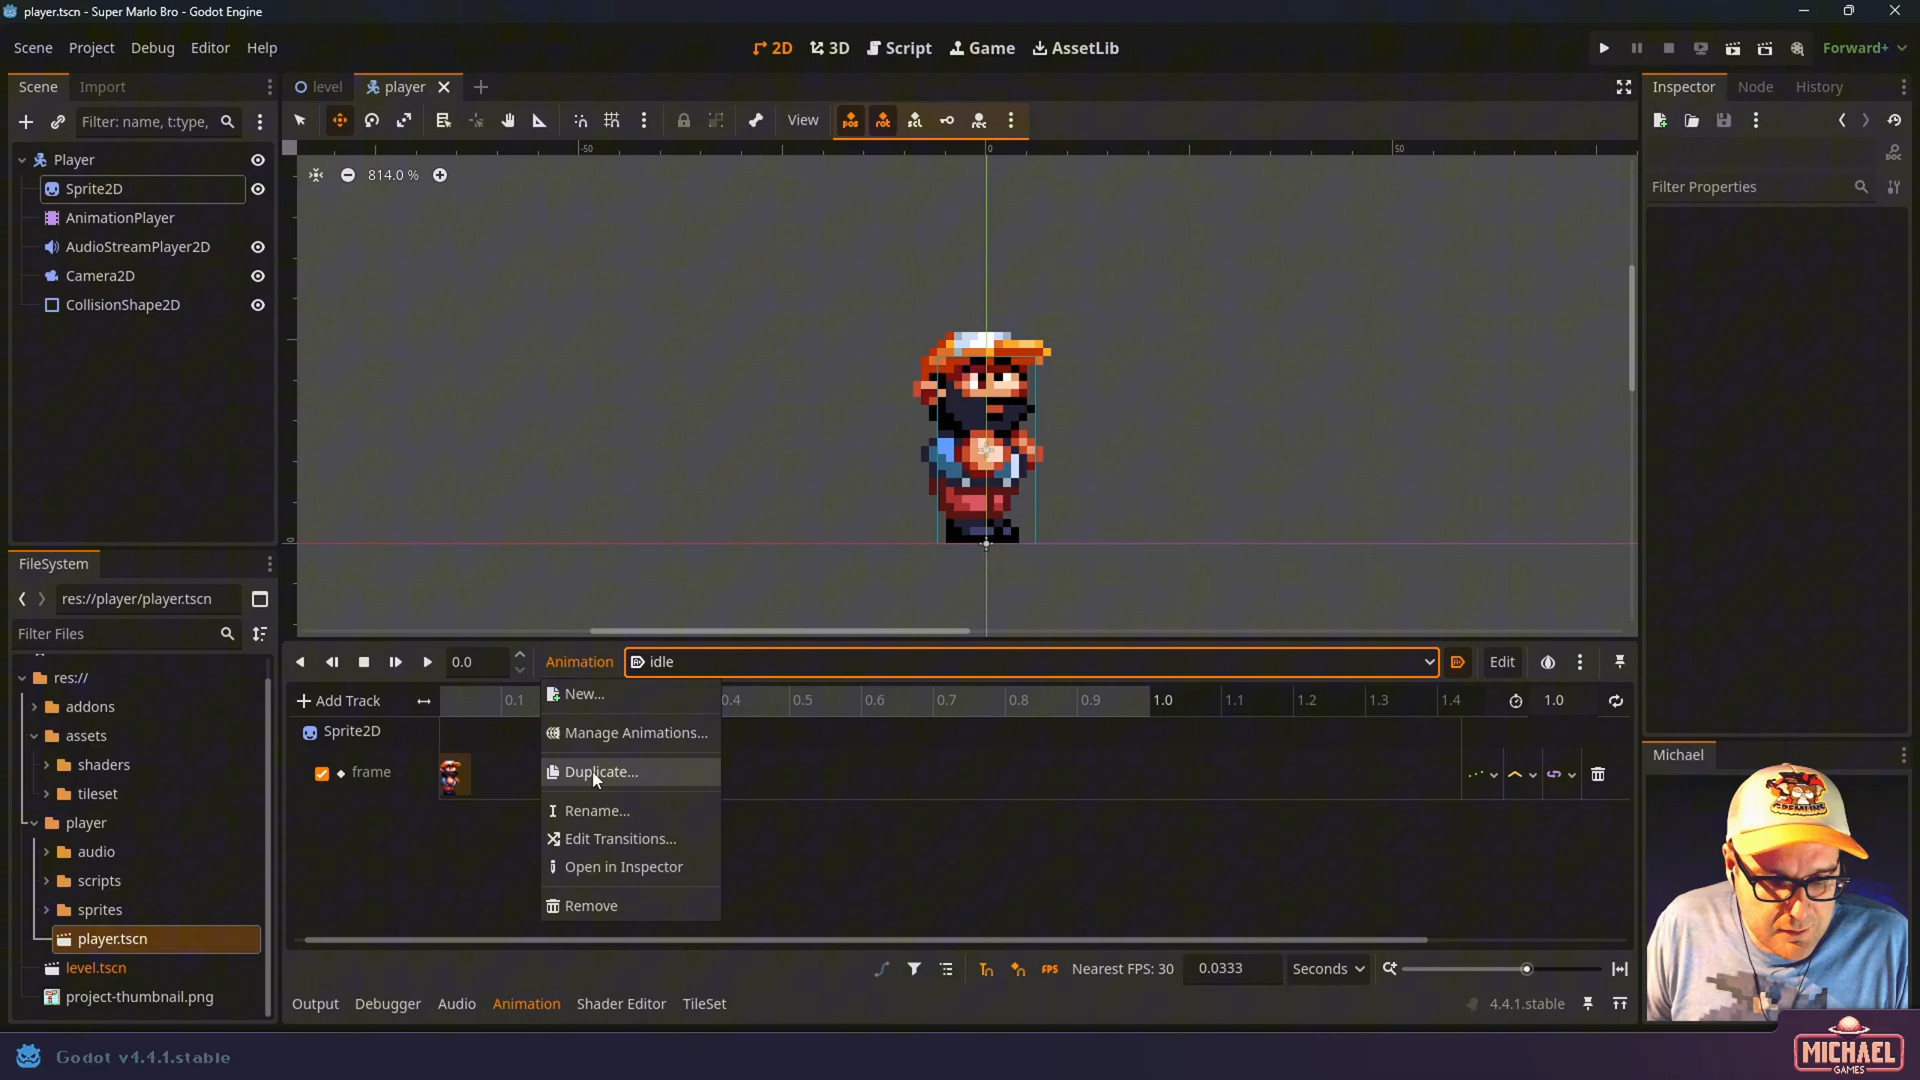 player.tscn - Super Marlo Bro - Godot Engine
Scene Project Debug Editor Help
2D 3D Script Game AssetLib
Forward+
Scene Import
level player
Inspector Node History
Filter: name, t:type,
View
Player
Sprite2D
AnimationPlayer
AudioStreamPlayer2D
Camera2D
CollisionShape2D
-50 0 50
0
814.0 %
DOC
Filter Properties
FileSystem
res://player/player.tscn
Filter Files
res://
addons
assets
shaders
tileset
player
audio
scripts
sprites
player.tscn
level.tscn
project-thumbnail.png
0.0 Animation idle Edit
Add Track 0.1 0.4 0.5 0.6 0.7 0.8 0.9 1.0 1.1 1.2 1.3 1.4 1.0
Sprite2D
frame
New...
Manage Animations...
Duplicate...
Rename...
Edit Transitions...
Open in Inspector
Remove
FPS Nearest FPS: 30 0.0333 Seconds
Output Debugger Audio Animation Shader Editor TileSet 4.4.1.stable
Michael
GREMLINS
Godot v4.4.1.stable
MICHAEL
GAMES